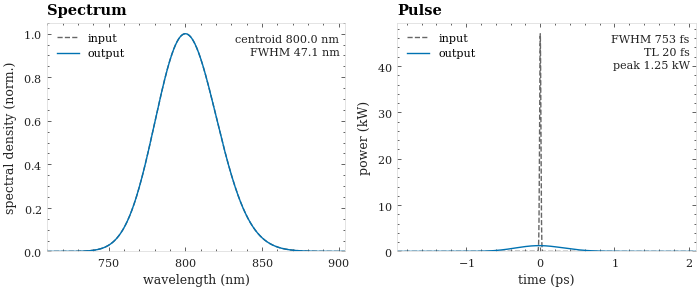 Spectrum
input
output
centroid 800.0 nm
FWHM 47.1 nm
spectral density (norm.)
1.0
0.8
0.6
0.4
0.2
0.0
750
800
850
900
wavelength (nm)
Pulse
input
output
FWHM 753 fs
TL 20 fs
peak 1.25 kW
power (kW)
40
30
20
10
0
−1
0
1
2
time (ps)